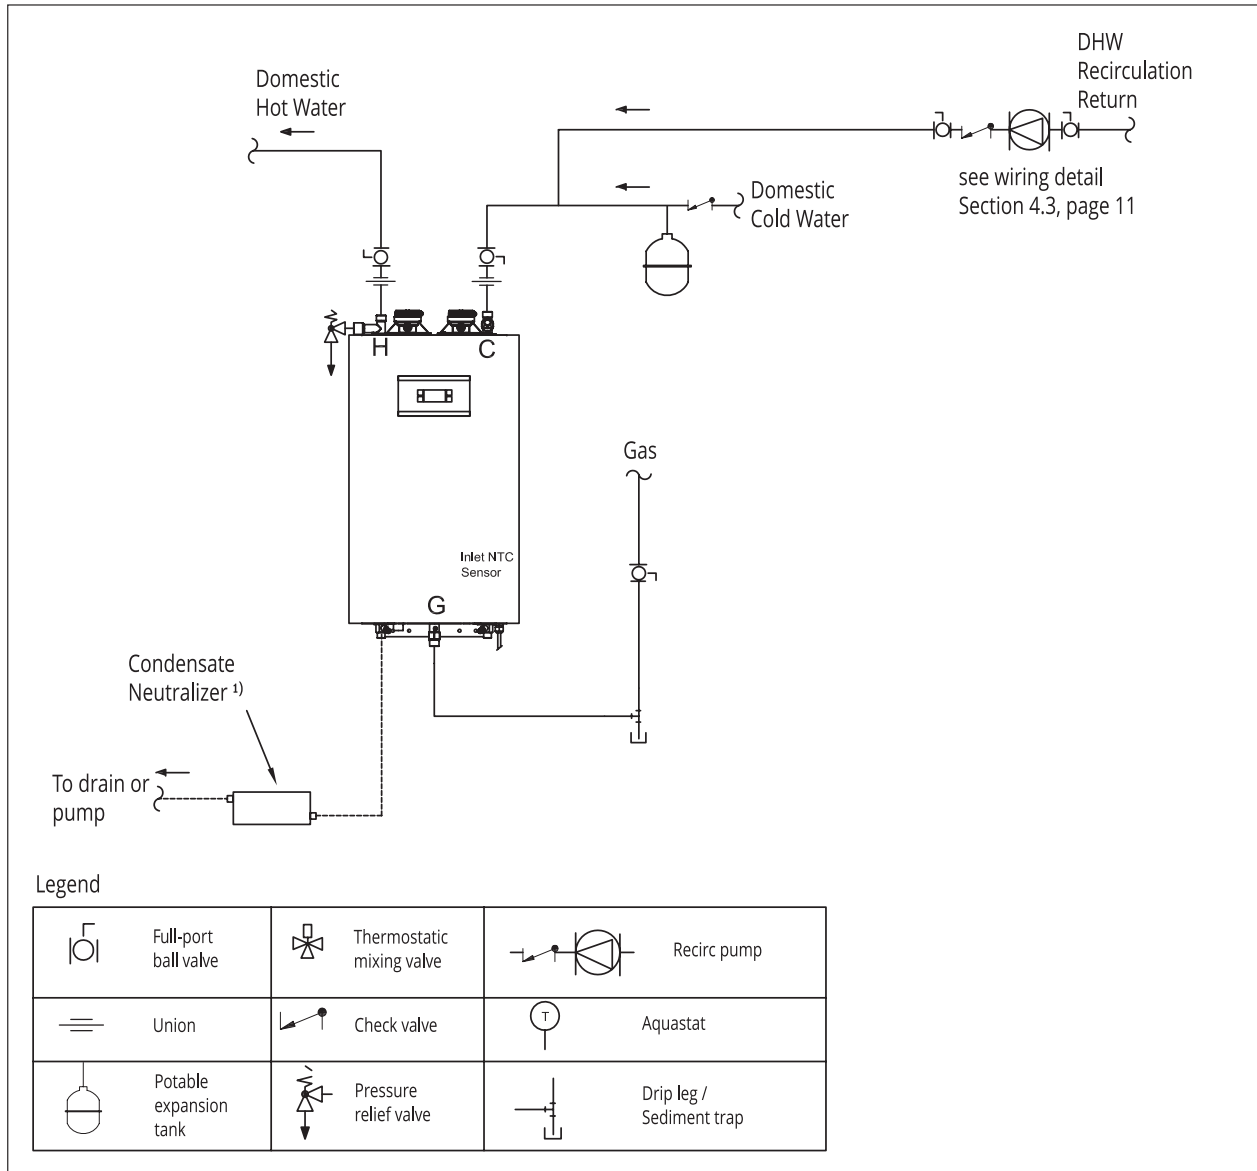 DHW
Recirculation
Return
Domestic
Hot Water
see wiring detail
Section 4.3, page 11
Domestic
Cold Water
H
C
Gas
Inlet NTC
Sensor
G
Condensate
Neutralizer 1)
To drain or
pump
Legend
Full-port
ball valve
Thermostatic
mixing valve
Recirc pump
Union
Check valve
T
Aquastat
Potable
expansion
tank
Pressure
relief valve
Drip leg /
Sediment trap